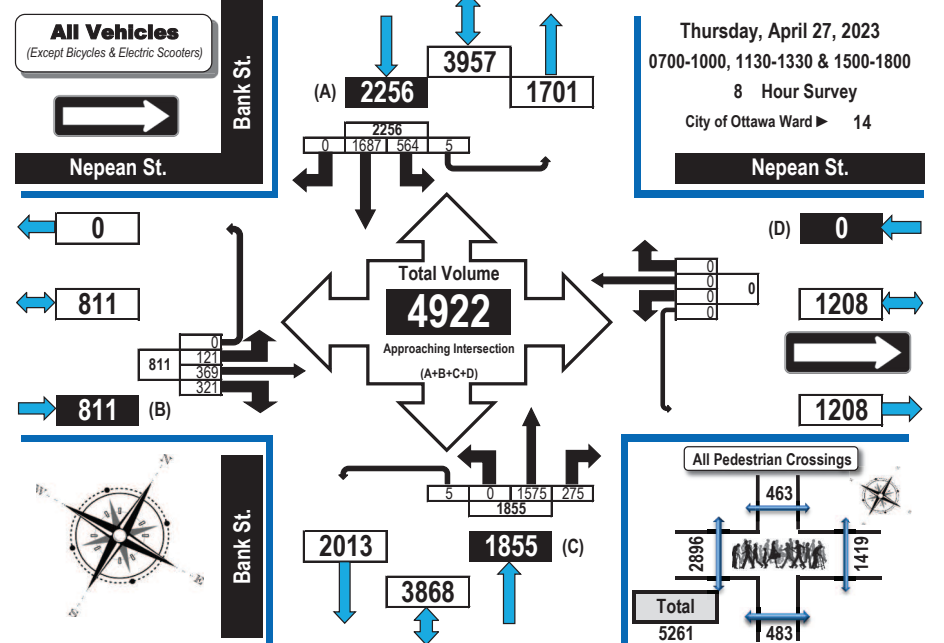 All Vehicles
(Except Bicycles & Electric Scooters)
Bank St.
Nepean St.
(A)
2256
3957
1701
2256
0 1687 564 5
Thursday, April 27, 2023
0700-1000, 1130-1330 & 1500-1800
8 Hour Survey
City of Ottawa Ward ► 14
Nepean St.
0
811
811
0
121
369
321
811 (B)
Total Volume
4922
Approaching Intersection
(A+B+C+D)
(D) 0
0
0
0
0
0
1208
1208
N
W
E
S
Bank St.
5 0 1575 275
1855
2013
1855 (C)
3868
All Pedestrian Crossings
463
2896
1419
Total
5261
483